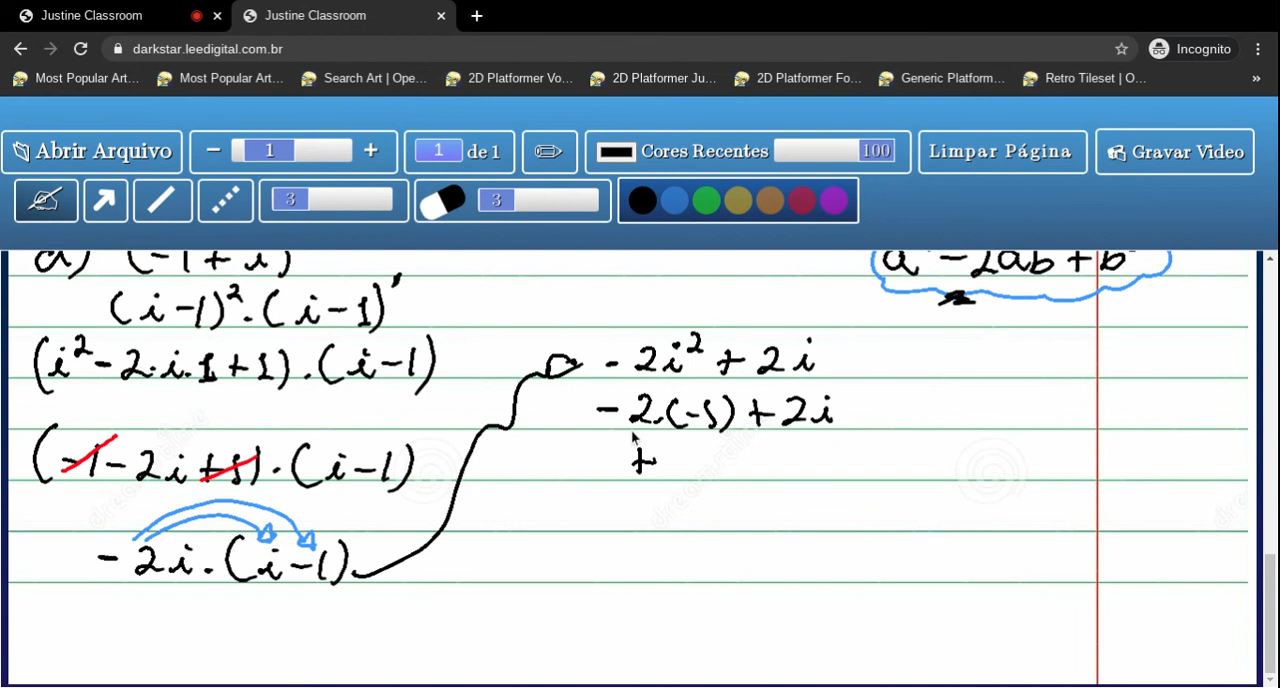 Justine Classroom
Justine Classroom
darkstar.leedigital.com.br
Incognito
Most Popular Art...
Most Popular Art...
Search Art | Ope...
2D Platformer Vo...
2D Platformer Ju...
2D Platformer Fo...
Generic Platform...
Retro Tileset | O...
»
Abrir Arquivo
− 1 +
1 de 1
Cores Recentes 100
Limpar Página
Gravar Video
3
3
a) (-1 + i)
a - 2ab + b
(i - 1)² · (i - 1)'
(i² - 2·i·1 + 1) · (i - 1)
(-1 - 2i + 1) · (i - 1)
- 2i · (i - 1)
- 2i² + 2i
- 2·(-1) + 2i
+